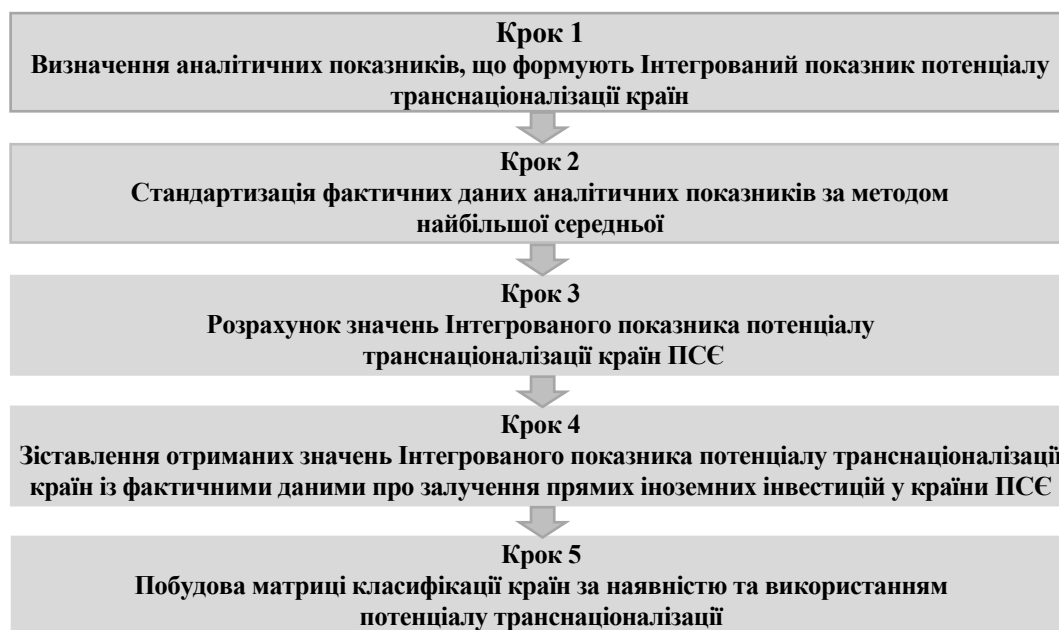 Крок 1
Визначення аналітичних показників, що формують Інтегрований показник потенціалу
транснаціоналізації країн
Крок 2
Стандартизація фактичних даних аналітичних показників за методом
найбільшої середньої
Крок 3
Розрахунок значень Інтегрованого показника потенціалу
транснаціоналізації країн ПСЄ
Крок 4
Зіставлення отриманих значень Інтегрованого показника потенціалу транснаціоналізації
країн із фактичними даними про залучення прямих іноземних інвестицій у країни ПСЄ
Крок 5
Побудова матриці класифікації країн за наявністю та використанням
потенціалу транснаціоналізації